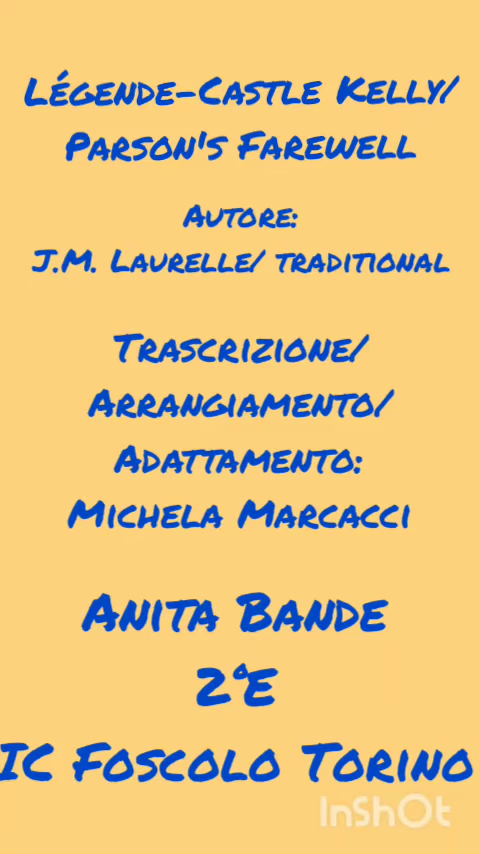 Légende-Castle Kelly/
Parson's Farewell
Autore:
J.M. Laurelle/ traditional
Trascrizione/
Arrangiamento/
Adattamento:
Michela Marcacci
Anita Bande
2°E
IC Foscolo Torino
InShOt